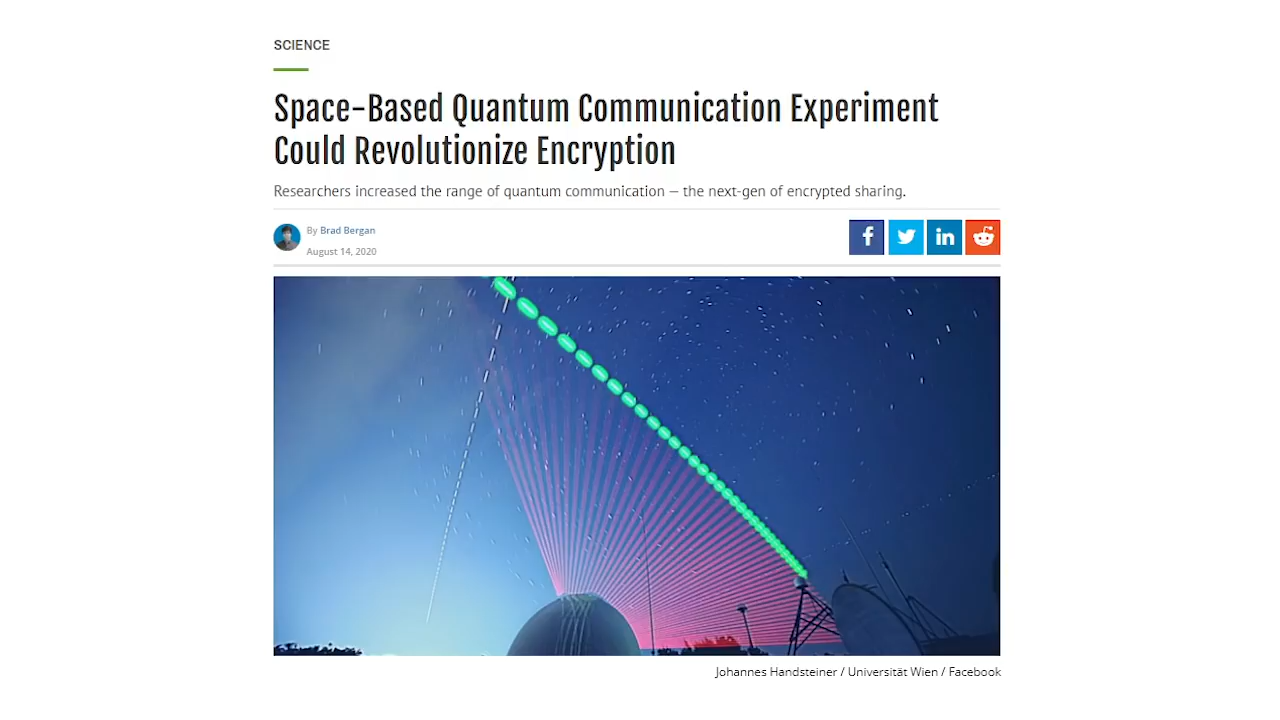 SCIENCE
Space-Based Quantum Communication Experiment
Could Revolutionize Encryption
Researchers increased the range of quantum communication — the next-gen of encrypted sharing.
By Brad Bergan
August 14, 2020
Johannes Handsteiner / Universität Wien / Facebook